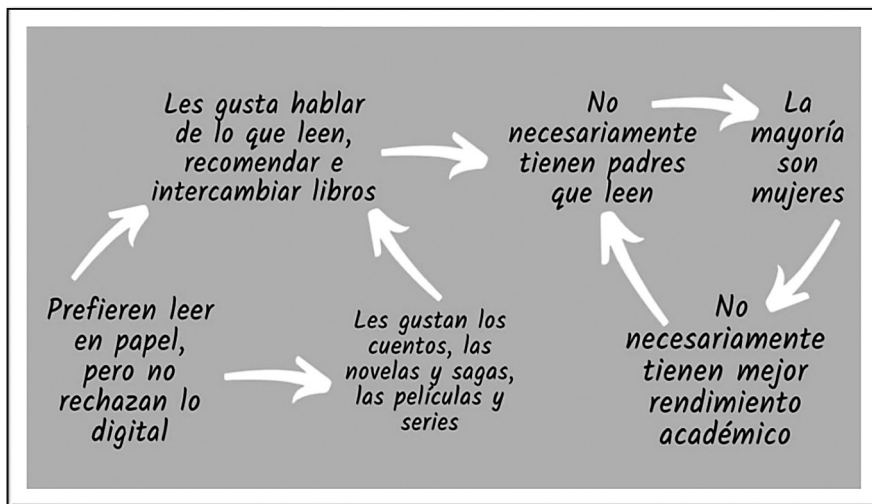 Les gusta hablar
de lo que leen,
recomendar e
intercambiar libros
No
necesariamente
tienen padres
que leen
La
mayoría
son
mujeres
Prefieren leer
en papel,
pero no
rechazan lo
digital
Les gustan los
cuentos, las
novelas y sagas,
las películas y
series
No
necesariamente
tienen mejor
rendimiento
académico